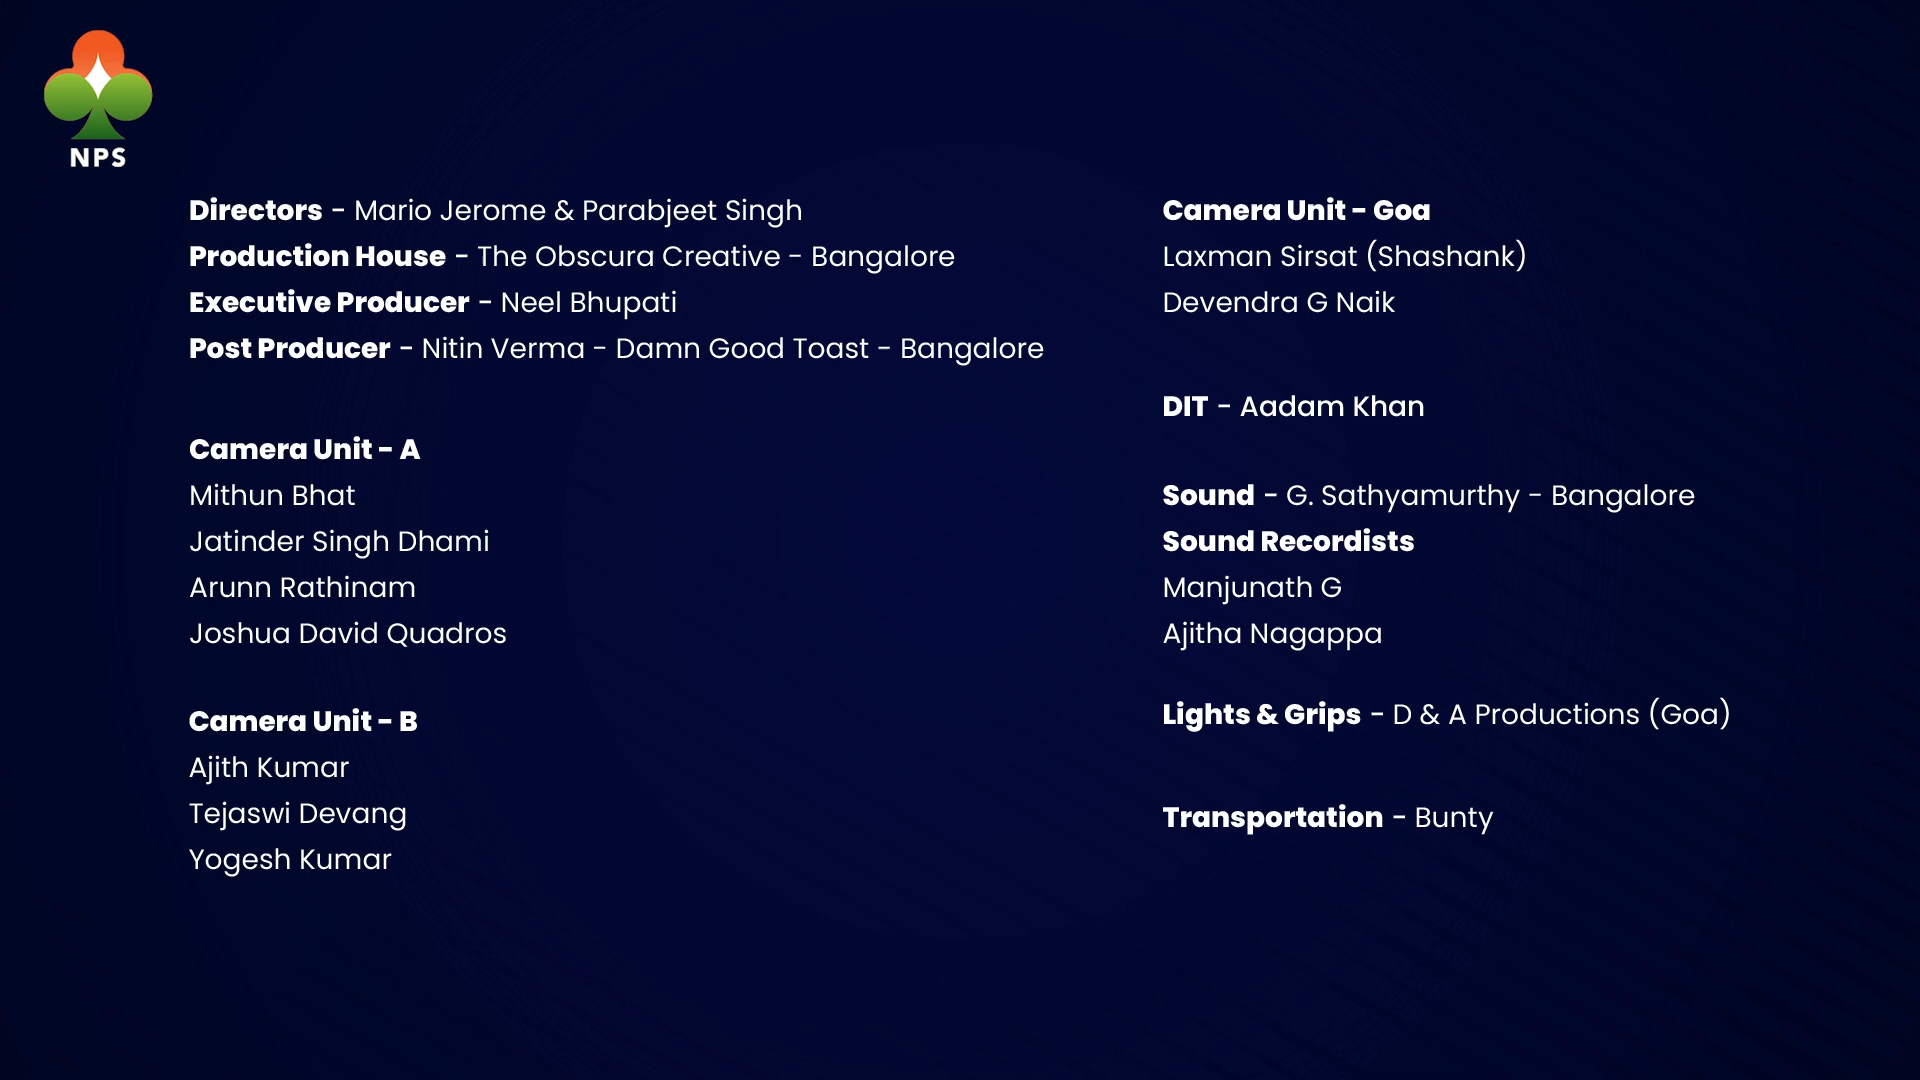 NPS
Directors - Mario Jerome & Parabjeet Singh
Production House - The Obscura Creative - Bangalore
Executive Producer - Neel Bhupati
Post Producer - Nitin Verma - Damn Good Toast - Bangalore
Camera Unit - A
Mithun Bhat
Jatinder Singh Dhami
Arunn Rathinam
Joshua David Quadros
Camera Unit - B
Ajith Kumar
Tejaswi Devang
Yogesh Kumar
Camera Unit - Goa
Laxman Sirsat (Shashank)
Devendra G Naik
DIT - Aadam Khan
Sound - G. Sathyamurthy - Bangalore
Sound Recordists
Manjunath G
Ajitha Nagappa
Lights & Grips - D & A Productions (Goa)
Transportation - Bunty